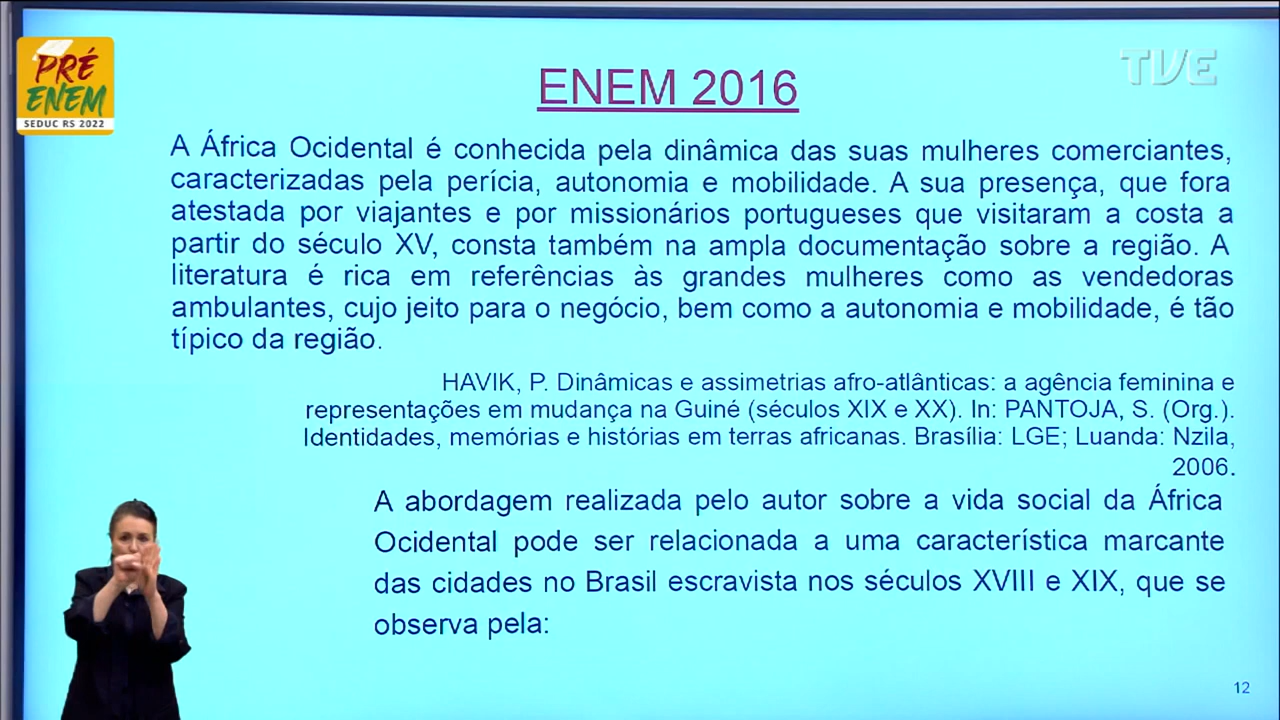 PRÉ
ENEM
SEDUC RS 2022
TVE
ENEM 2016
A África Ocidental é conhecida pela dinâmica das suas mulheres comerciantes,
caracterizadas pela perícia, autonomia e mobilidade. A sua presença, que fora
atestada por viajantes e por missionários portugueses que visitaram a costa a
partir do século XV, consta também na ampla documentação sobre a região. A
literatura é rica em referências às grandes mulheres como as vendedoras
ambulantes, cujo jeito para o negócio, bem como a autonomia e mobilidade, é tão
típico da região.
HAVIK, P. Dinâmicas e assimetrias afro-atlânticas: a agência feminina e
representações em mudança na Guiné (séculos XIX e XX). In: PANTOJA, S. (Org.).
Identidades, memórias e histórias em terras africanas. Brasília: LGE; Luanda: Nzila,
2006.
A abordagem realizada pelo autor sobre a vida social da África
Ocidental pode ser relacionada a uma característica marcante
das cidades no Brasil escravista nos séculos XVIII e XIX, que se
observa pela:
12